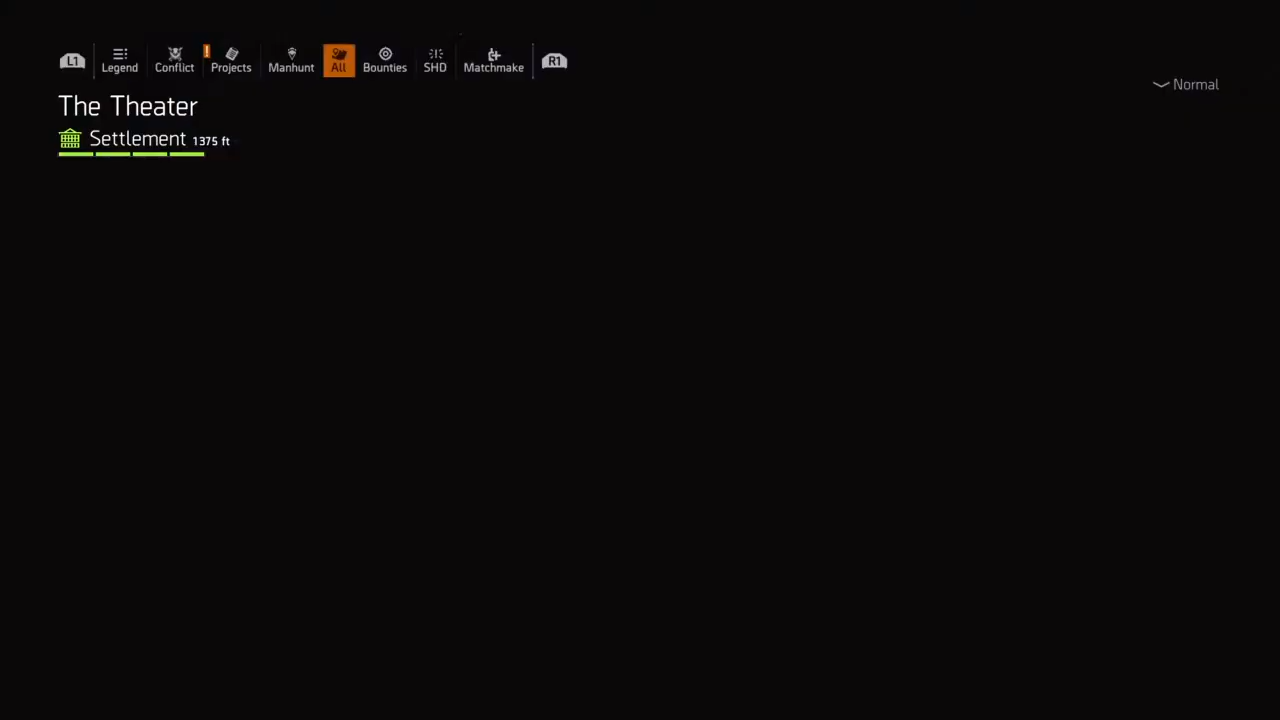 L1 Legend Conflict ! Projects Manhunt All Bounties SHD Matchmake R1
Normal
The Theater
Settlement 1375 ft